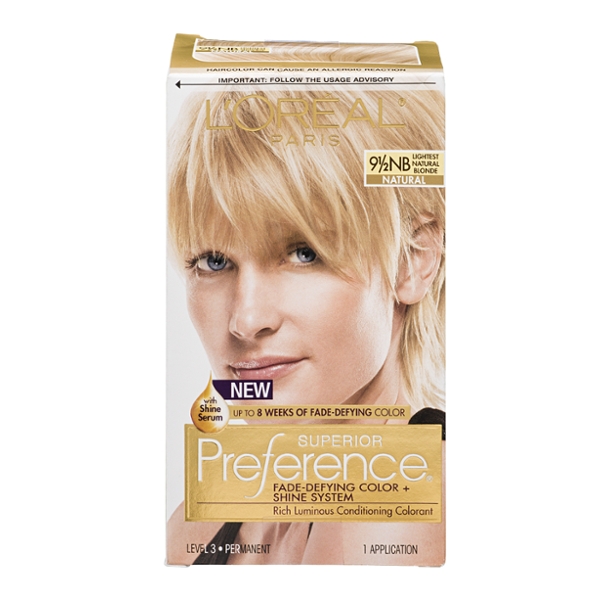 HAIRCOLOR CAN CAUSE AN ALLERGIC REACTION
IMPORTANT: FOLLOW THE USAGE ADVISORY
L'ORÉAL®
PARIS
9½NB LIGHTEST
NATURAL
BLONDE
NATURAL
with
Shine
Serum
NEW
UP TO 8 WEEKS OF FADE-DEFYING COLOR
SUPERIOR
Preference®
FADE-DEFYING COLOR +
SHINE SYSTEM
Rich Luminous Conditioning Colorant
LEVEL 3 • PERMANENT 1 APPLICATION